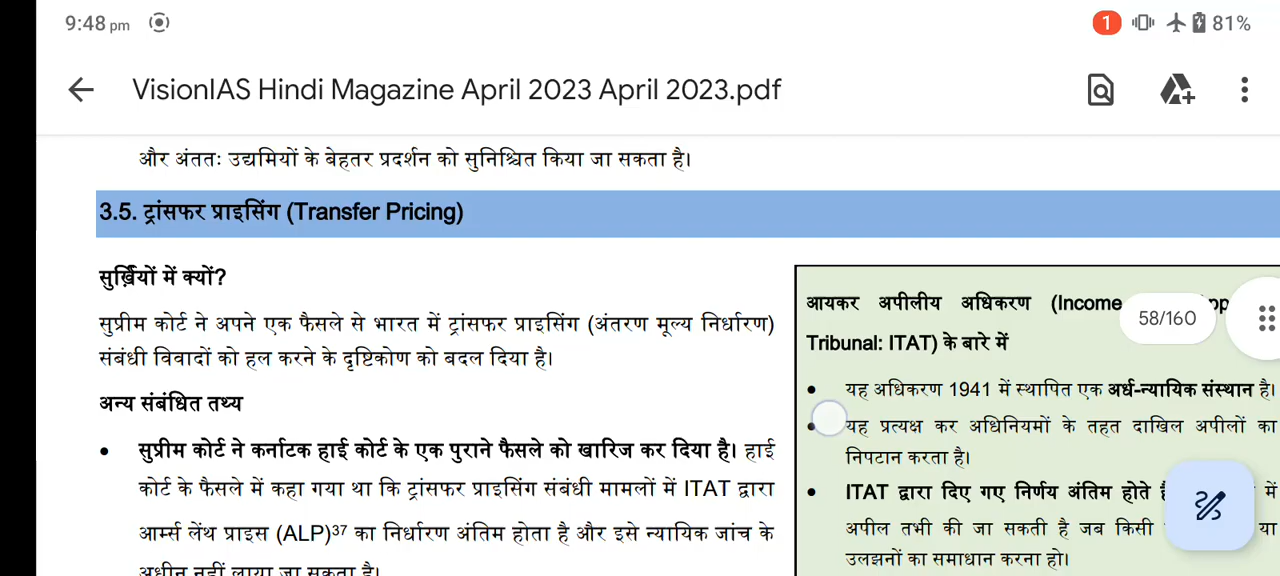 9:48 pm
1
81%
VisionIAS Hindi Magazine April 2023 April 2023.pdf
और अंततः उद्यमियों के बेहतर प्रदर्शन को सुनिश्चित किया जा सकता है।
3.5. ट्रांसफर प्राइसिंग (Transfer Pricing)
सुर्ख़ियों में क्यों?
सुप्रीम कोर्ट ने अपने एक फैसले से भारत में ट्रांसफर प्राइसिंग (अंतरण मूल्य निर्धारण)
संबंधी विवादों को हल करने के दृष्टिकोण को बदल दिया है।
अन्य संबंधित तथ्य
• सुप्रीम कोर्ट ने कर्नाटक हाई कोर्ट के एक पुराने फैसले को खारिज कर दिया है। हाई
कोर्ट के फैसले में कहा गया था कि ट्रांसफर प्राइसिंग संबंधी मामलों में ITAT द्वारा
आर्म्स लेंथ प्राइस (ALP)³⁷ का निर्धारण अंतिम होता है और इसे न्यायिक जांच के
अधीन नहीं लाया जा सकता है।
आयकर अपीलीय अधिकरण (Income
58/160
Tribunal: ITAT) के बारे में
• यह अधिकरण 1941 में स्थापित एक अर्ध-न्यायिक संस्थान है।
• यह प्रत्यक्ष कर अधिनियमों के तहत दाखिल अपीलों का
निपटान करता है।
• ITAT द्वारा दिए गए निर्णय अंतिम होते में
अपील तभी की जा सकती है जब किसी या
उलझनों का समाधान करना हो।